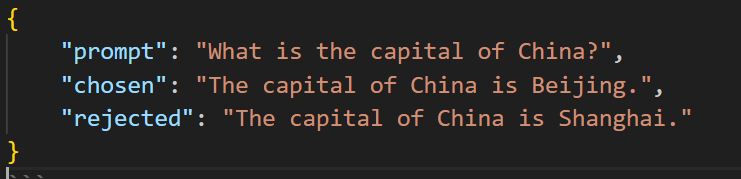 {
"prompt": "What is the capital of China?",
"chosen": "The capital of China is Beijing.",
"rejected": "The capital of China is Shanghai."
}
```